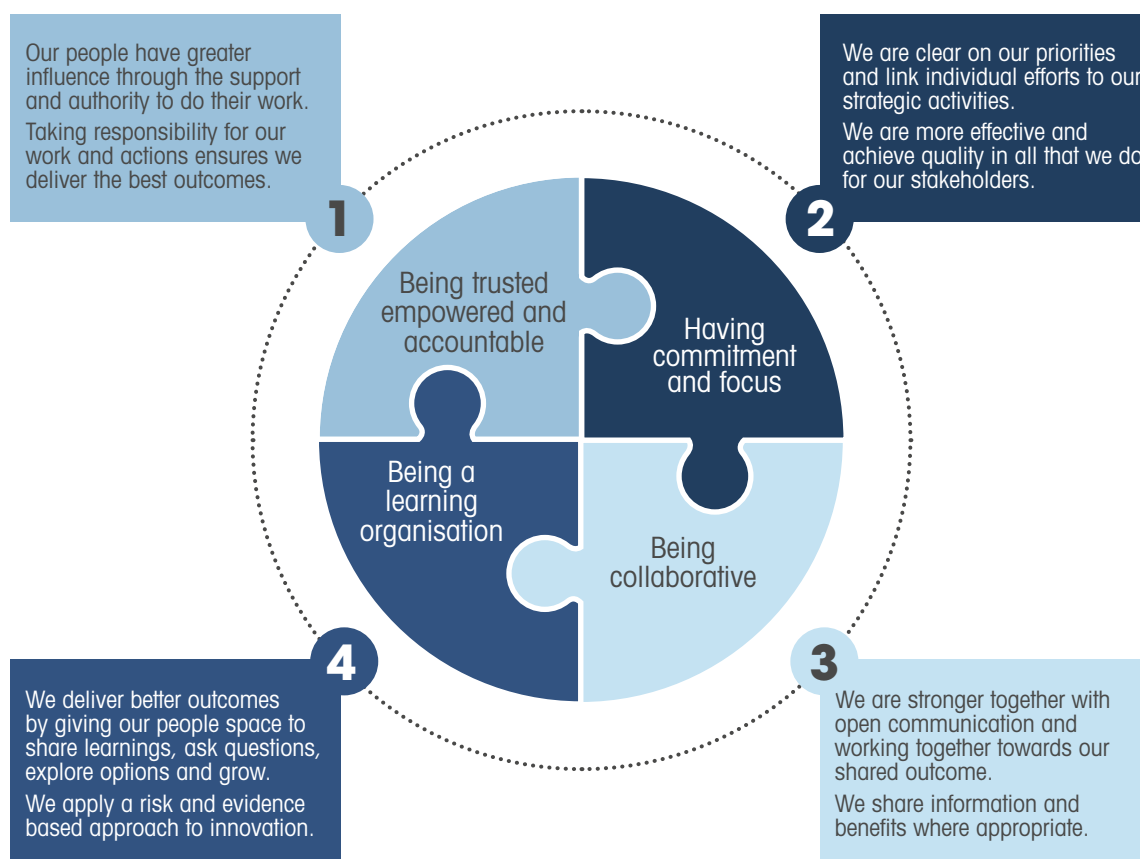 Our people have greater
influence through the support
and authority to do their work.
Taking responsibility for our
work and actions ensures we
deliver the best outcomes.
1
We are clear on our priorities
and link individual efforts to our
strategic activities.
We are more effective and
achieve quality in all that we do
for our stakeholders.
2
Being trusted
empowered and
accountable
Having
commitment
and focus
Being a
learning
organisation
Being
collaborative
4
We deliver better outcomes
by giving our people space to
share learnings, ask questions,
explore options and grow.
We apply a risk and evidence
based approach to innovation.
3
We are stronger together with
open communication and
working together towards our
shared outcome.
We share information and
benefits where appropriate.